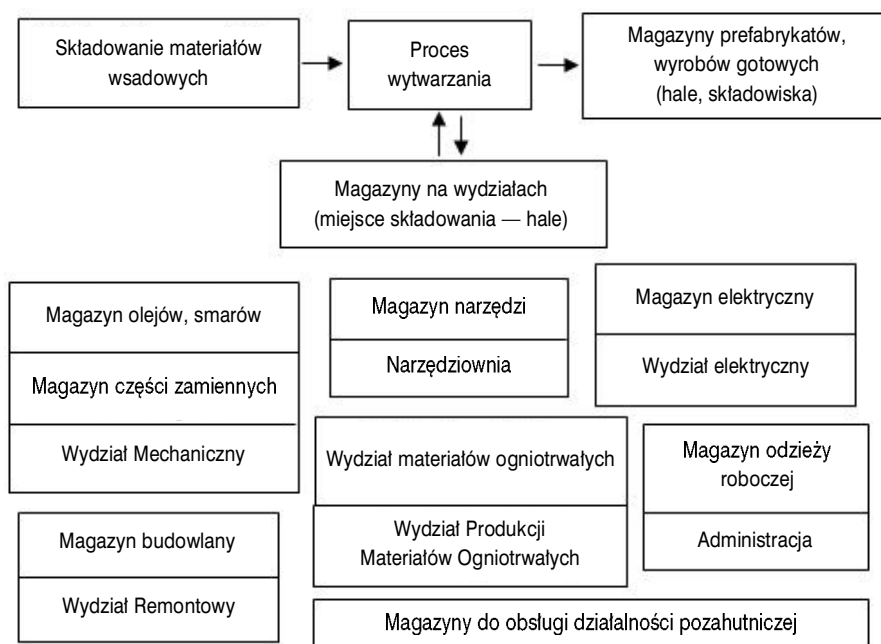 Składowanie materiałów
wsadowych
Proces
wytwarzania
Magazyny prefabrykatów,
wyrobów gotowych
(hale, składowiska)
Magazyny na wydziałach
(miejsce składowania — hale)
Magazyn olejów, smarów
Magazyn części zamiennych
Wydział Mechaniczny
Magazyn narzędzi
Narzędziownia
Magazyn elektryczny
Wydział elektryczny
Wydział materiałów ogniotrwałych
Wydział Produkcji
Materiałów Ogniotrwałych
Magazyn odzieży
roboczej
Administracja
Magazyn budowlany
Wydział Remontowy
Magazyny do obsługi działalności pozahutniczej